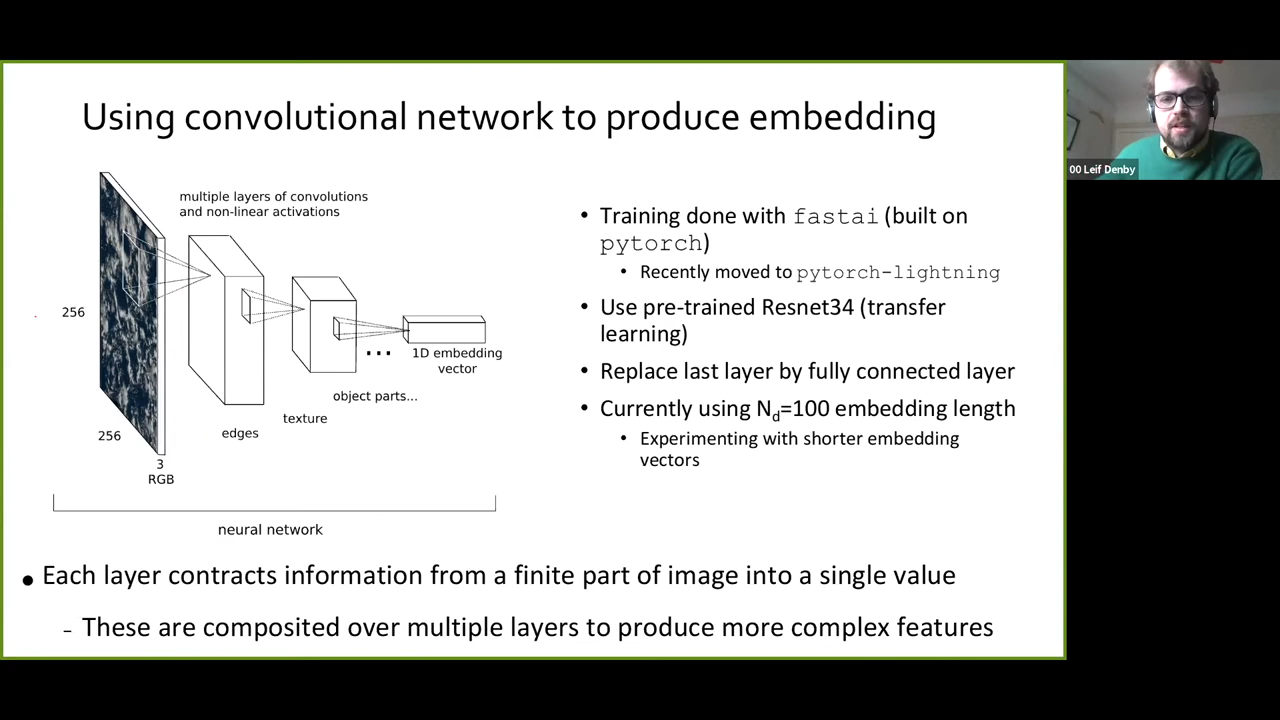 Using convolutional network to produce embedding
multiple layers of convolutions
and non-linear activations
256
256
3
RGB
edges
texture
object parts...
...
1D embedding
vector
neural network
• Training done with fastai (built on
pytorch)
• Recently moved to pytorch-lightning
• Use pre-trained Resnet34 (transfer
learning)
• Replace last layer by fully connected layer
• Currently using Nd=100 embedding length
• Experimenting with shorter embedding
vectors
• Each layer contracts information from a finite part of image into a single value
– These are composited over multiple layers to produce more complex features
00 Leif Denby